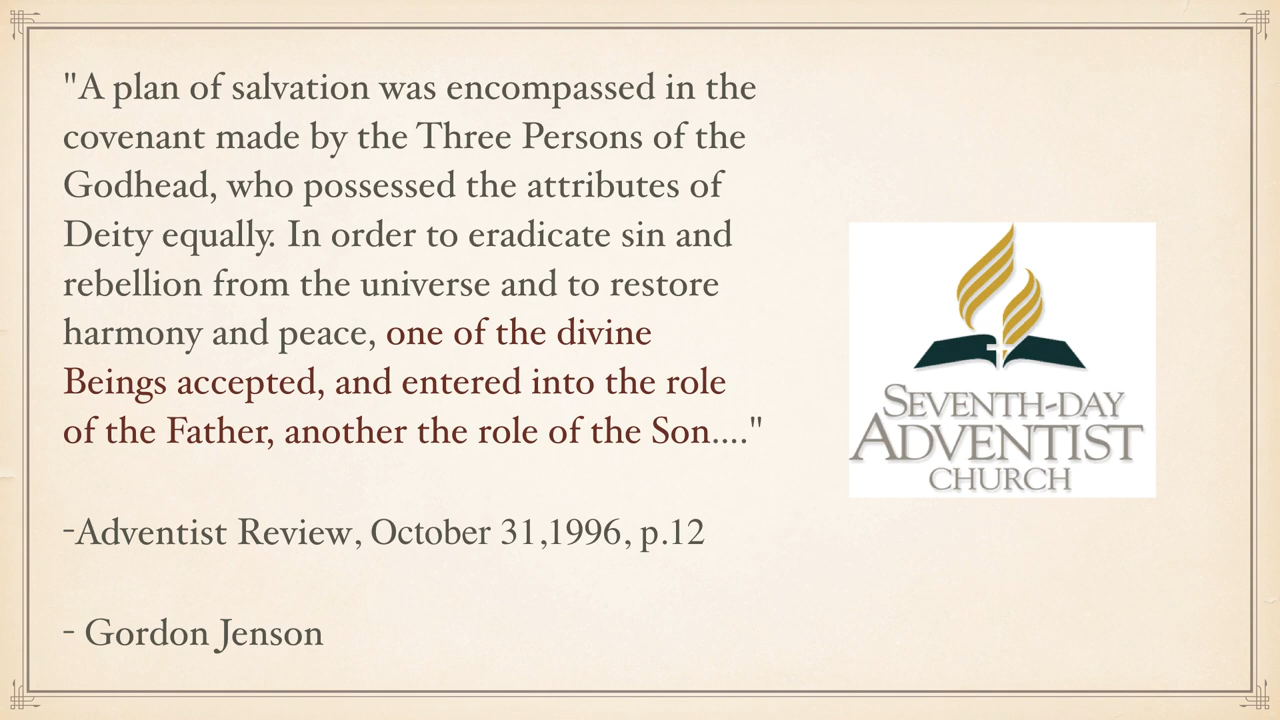 "A plan of salvation was encompassed in the
covenant made by the Three Persons of the
Godhead, who possessed the attributes of
Deity equally. In order to eradicate sin and
rebellion from the universe and to restore
harmony and peace, one of the divine
Beings accepted, and entered into the role
of the Father, another the role of the Son...."
-Adventist Review, October 31,1996, p.12
- Gordon Jenson
SEVENTH-DAY
ADVENTIST
CHURCH